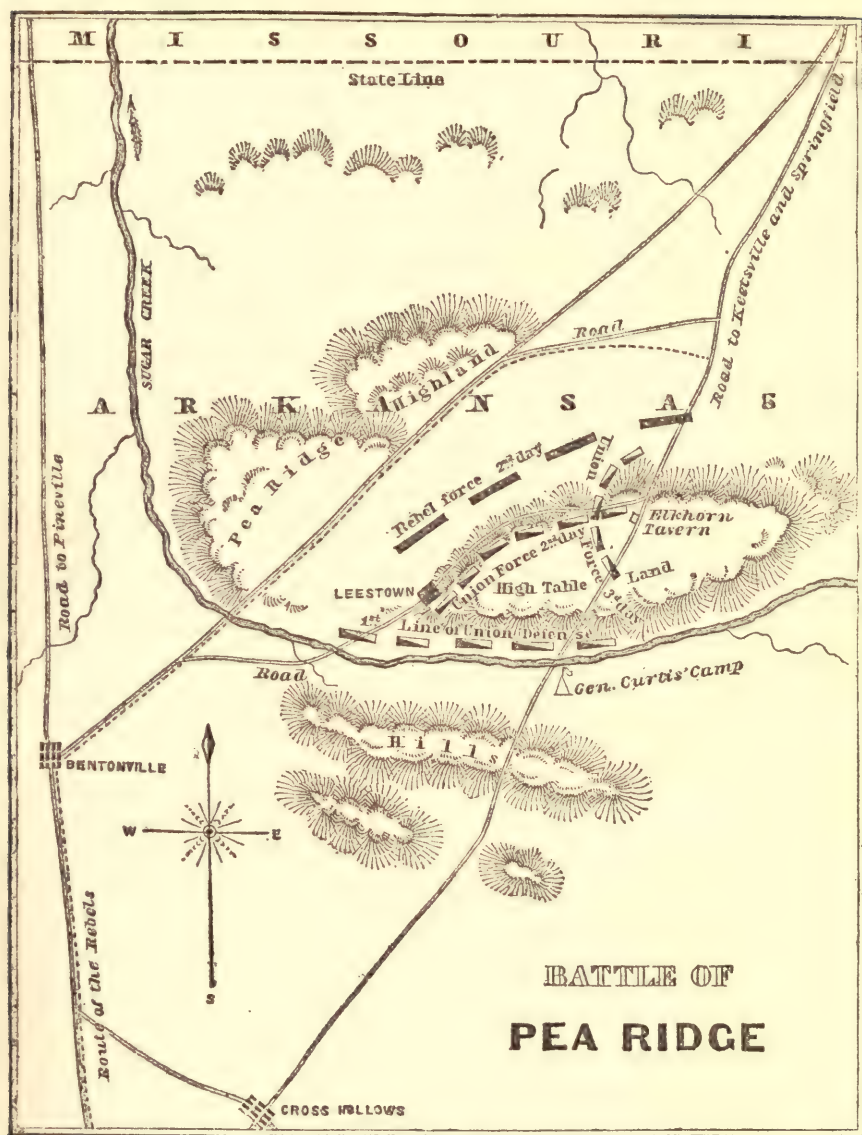 MISSOURI
State Line
SUGAR CREEK
Road to Keetsville and Springfield
Road
Highland
ARKANSAS
Pea Ridge
Road to Pineville
Rebel force 2nd day
Union
Force 3d day
Elkhorn
Tavern
Union Force 2nd day
LEESTOWN
High Table
Land
1st
Line of Union Defense
Road
Gen. Curtis' Camp
Hills
BENTONVILLE
W
E
S
Route of the Rebels
BATTLE OF
PEA RIDGE
CROSS HOLLOWS